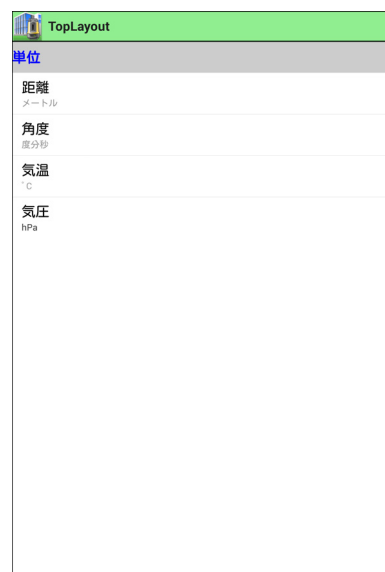 TopLayout
単位
距離
メートル
角度
度分秒
気温
°C
気圧
hPa